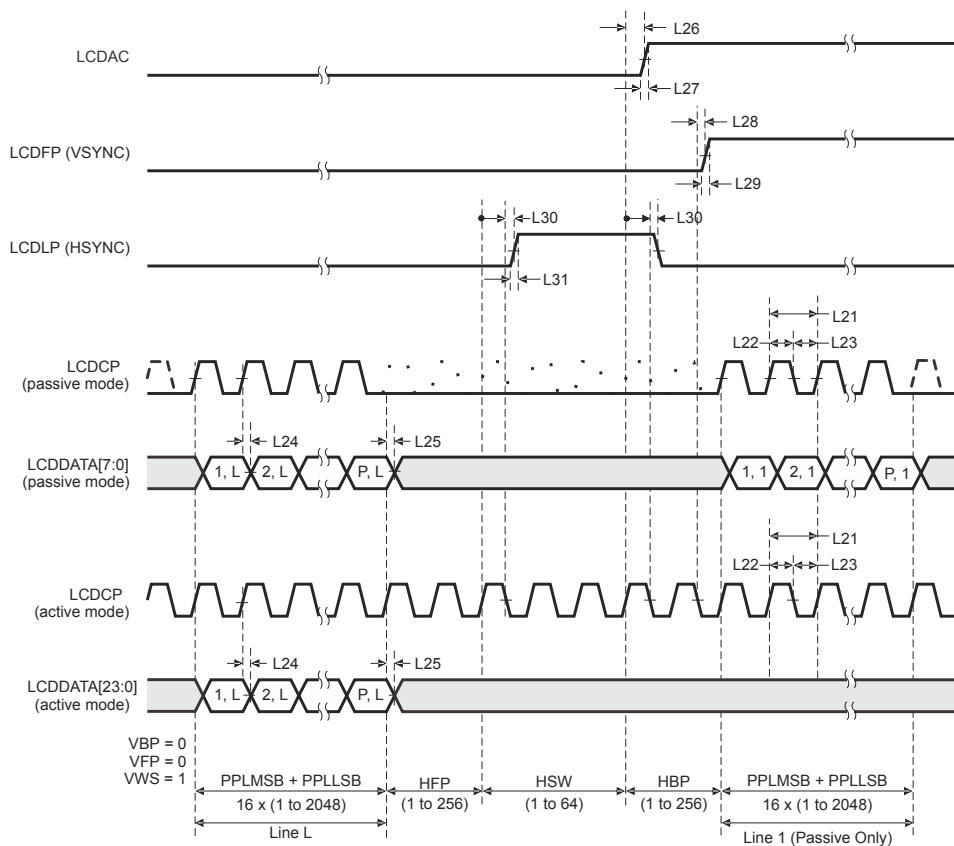 L26
LCDAC
L27
L28
LCDFP (VSYNC)
L29
L30
L30
LCDLP (HSYNC)
L31
L21
L22
L23
LCDCP
(passive mode)
L24
L25
LCDDATA[7:0]
(passive mode)
1, L
2, L
P, L
1, 1
2, 1
P, 1
L21
L22
L23
LCDCP
(active mode)
L24
L25
LCDDATA[23:0]
(active mode)
1, L
2, L
P, L
VBP = 0
VFP = 0
VWS = 1
PPLMSB + PPLLSB
HFP
HSW
HBP
PPLMSB + PPLLSB
16 x (1 to 2048)
(1 to 256)
(1 to 64)
(1 to 256)
16 x (1 to 2048)
Line L
Line 1 (Passive Only)